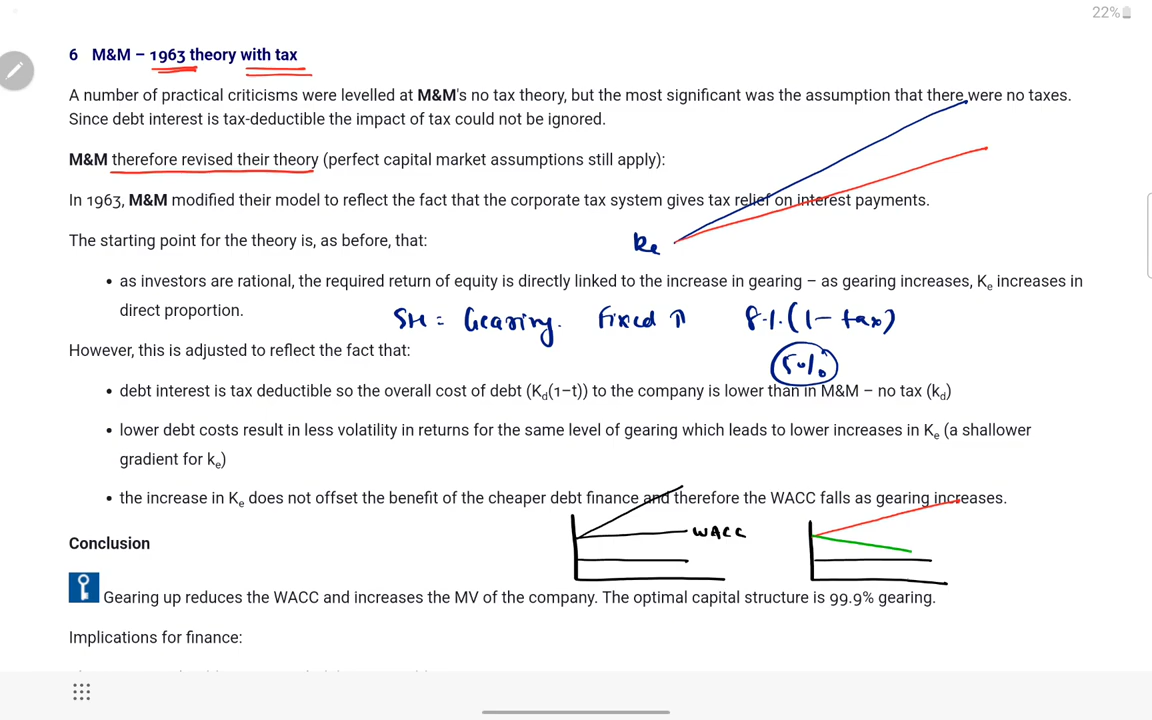 22%
6 M&M – 1963 theory with tax
A number of practical criticisms were levelled at M&M's no tax theory, but the most significant was the assumption that there were no taxes.
Since debt interest is tax-deductible the impact of tax could not be ignored.
M&M therefore revised their theory (perfect capital market assumptions still apply):
In 1963, M&M modified their model to reflect the fact that the corporate tax system gives tax relief on interest payments.
The starting point for the theory is, as before, that:
ke
• as investors are rational, the required return of equity is directly linked to the increase in gearing – as gearing increases, Ke increases in
direct proportion.
SH = Gearing. Fixed ↑ 8.1.(1 – tax)
However, this is adjusted to reflect the fact that:
• debt interest is tax deductible so the overall cost of debt (Kd(1–t)) to the company is lower than in M&M – no tax (kd)
• lower debt costs result in less volatility in returns for the same level of gearing which leads to lower increases in Ke (a shallower
gradient for ke)
• the increase in Ke does not offset the benefit of the cheaper debt finance and therefore the WACC falls as gearing increases.
WACC
Conclusion
Gearing up reduces the WACC and increases the MV of the company. The optimal capital structure is 99.9% gearing.
Implications for finance: